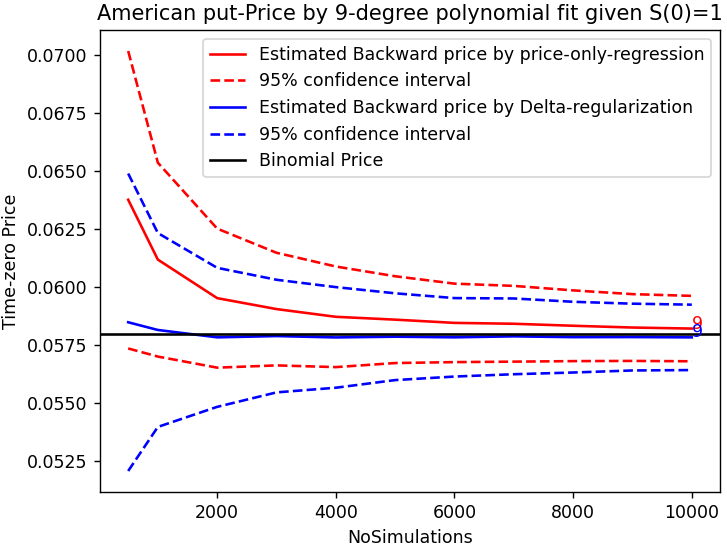 American put-Price by 9-degree polynomial fit given S(0)=1
Estimated Backward price by price-only-regression
95% confidence interval
Estimated Backward price by Delta-regularization
95% confidence interval
Binomial Price
Time-zero Price
0.0700
0.0675
0.0650
0.0625
0.0600
0.0575
0.0550
0.0525
2000
4000
6000
8000
10000
NoSimulations